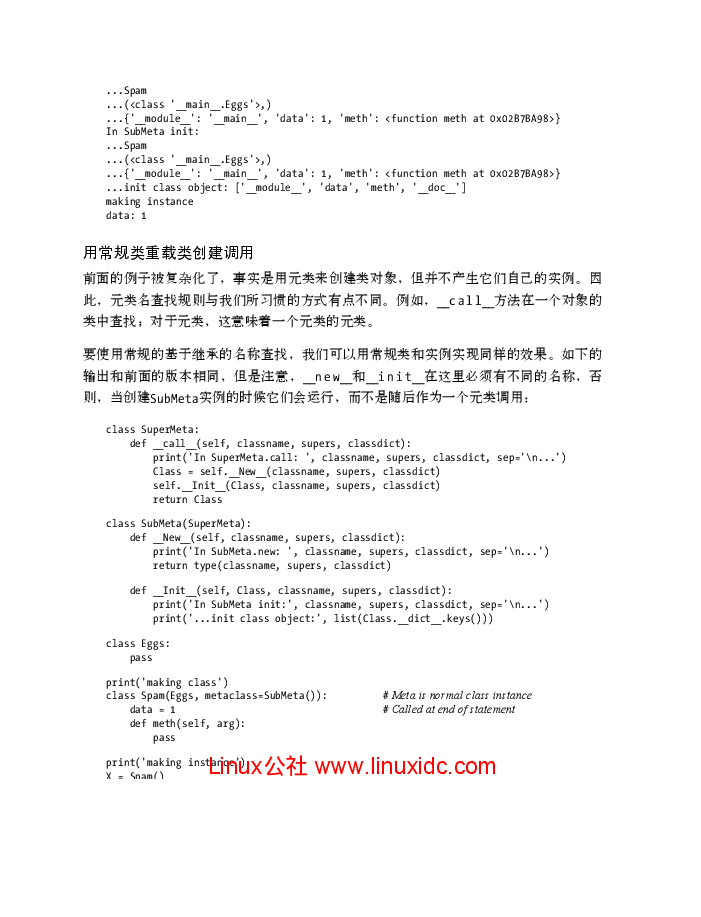 ...Spam
...(<class '__main__.Eggs'>,)
...{'__module__': '__main__', 'data': 1, 'meth': <function meth at 0x02B7BA98>}
In SubMeta init:
...Spam
...(<class '__main__.Eggs'>,)
...{'__module__': '__main__', 'data': 1, 'meth': <function meth at 0x02B7BA98>}
...init class object: ['__module__', 'data', 'meth', '__doc__']
making instance
data: 1
用常规类重载类创建调用
前面的例子被复杂化了，事实是用元类来创建类对象，但并不产生它们自己的实例。因
此，元类名查找规则与我们所习惯的方式有点不同。例如，__call__方法在一个对象的
类中查找；对于元类，这意味着一个元类的元类。
要使用常规的基于继承的名称查找，我们可以用常规类和实例实现同样的效果。如下的
输出和前面的版本相同，但是注意，__new__和__init__在这里必须有不同的名称，否
则，当创建SubMeta实例的时候它们会运行，而不是随后作为一个元类调用：
class SuperMeta:
    def __call__(self, classname, supers, classdict):
        print('In SuperMeta.call: ', classname, supers, classdict, sep='\n...')
        Class = self.__New__(classname, supers, classdict)
        self.__Init__(Class, classname, supers, classdict)
        return Class
class SubMeta(SuperMeta):
    def __New__(self, classname, supers, classdict):
        print('In SubMeta.new: ', classname, supers, classdict, sep='\n...')
        return type(classname, supers, classdict)
    def __Init__(self, Class, classname, supers, classdict):
        print('In SubMeta init:', classname, supers, classdict, sep='\n...')
        print('...init class object:', list(Class.__dict__.keys()))
class Eggs:
    pass
print('making class')
class Spam(Eggs, metaclass=SubMeta()):          # Meta is normal class instance
    data = 1                                    # Called at end of statement
    def meth(self, arg):
        pass
print('making instance')
X = Spam()
Linux公社 www.linuxidc.com